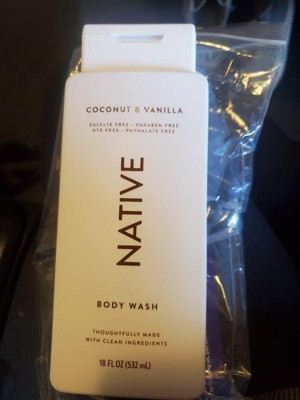 COCONUT & VANILLA
SULFATE FREE • PARABEN FREE
DYE FREE • PHTHALATE FREE
NATIVE
BODY WASH
THOUGHTFULLY MADE
WITH CLEAN INGREDIENTS
18 FL OZ (532 mL)